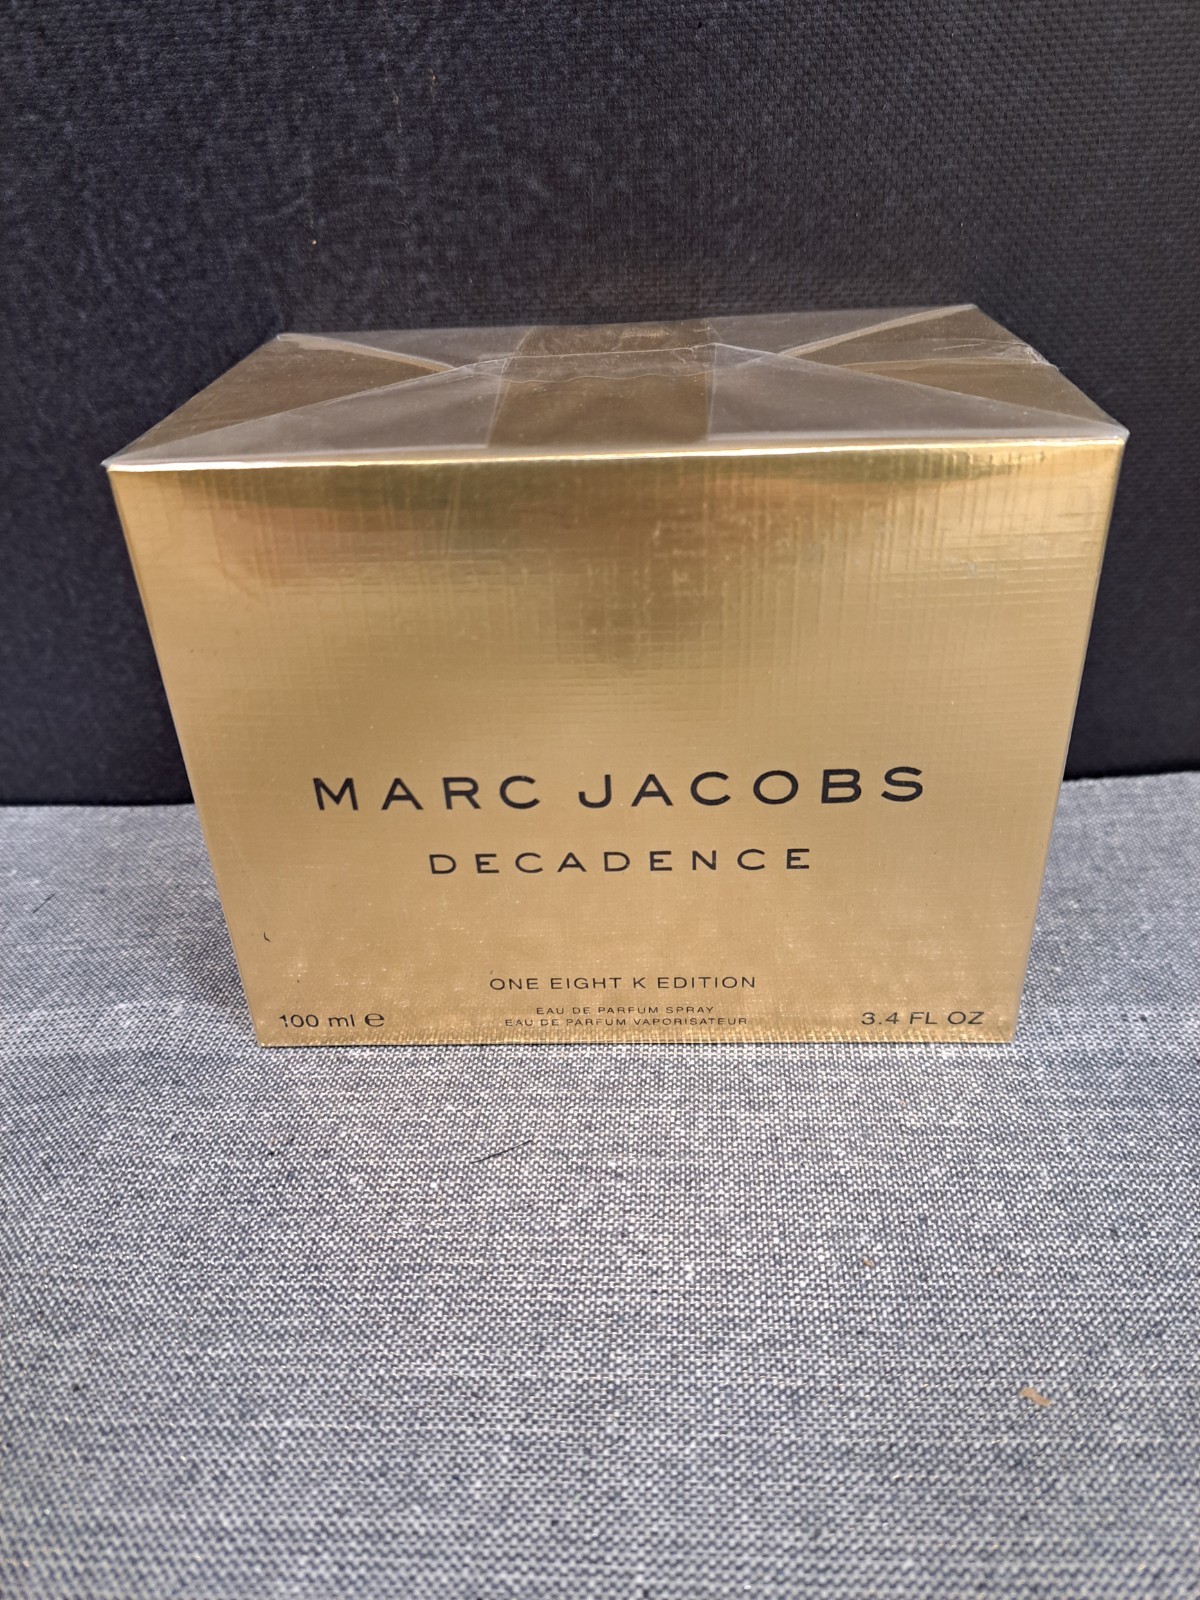 MARC JACOBS
DECADENCE
ONE EIGHT K EDITION
EAU DE PARFUM SPRAY
EAU DE PARFUM VAPORISATEUR
100 ml ℮
3.4 FL OZ